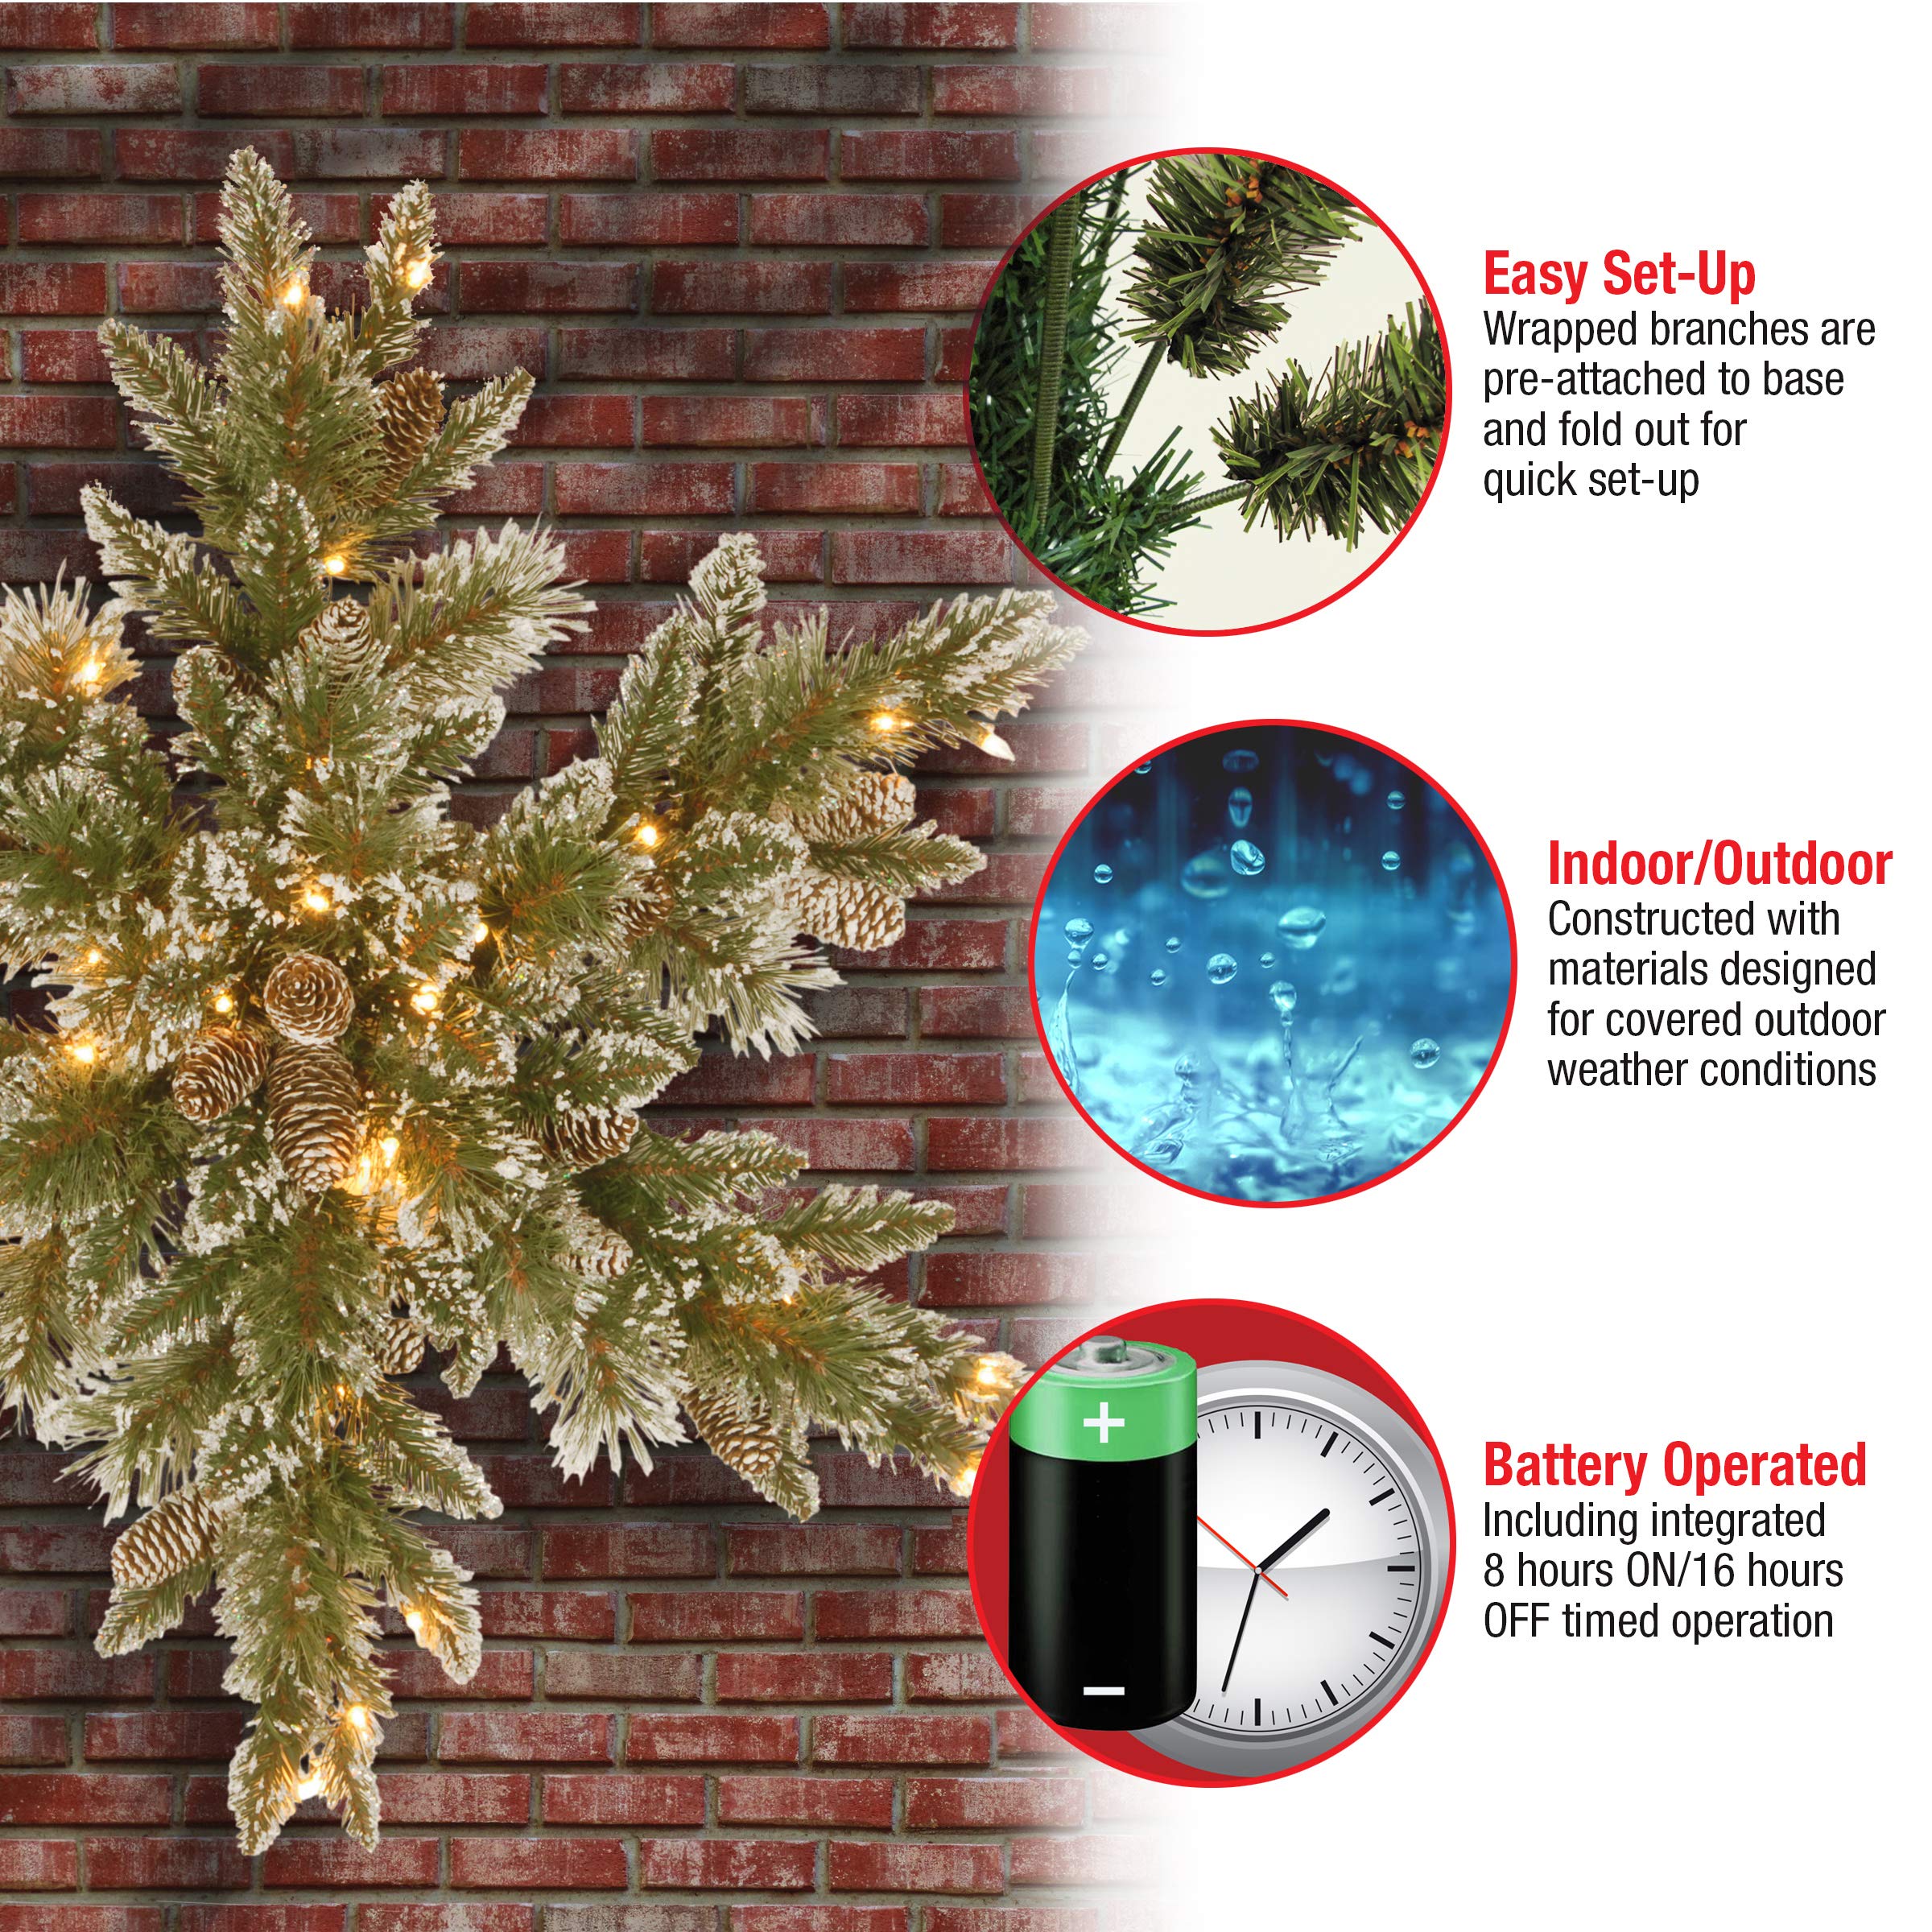 Easy Set-Up
Wrapped branches are
pre-attached to base
and fold out for
quick set-up
Indoor/Outdoor
Constructed with
materials designed
for covered outdoor
weather conditions
+
−
Battery Operated
Including integrated
8 hours ON/16 hours
OFF timed operation